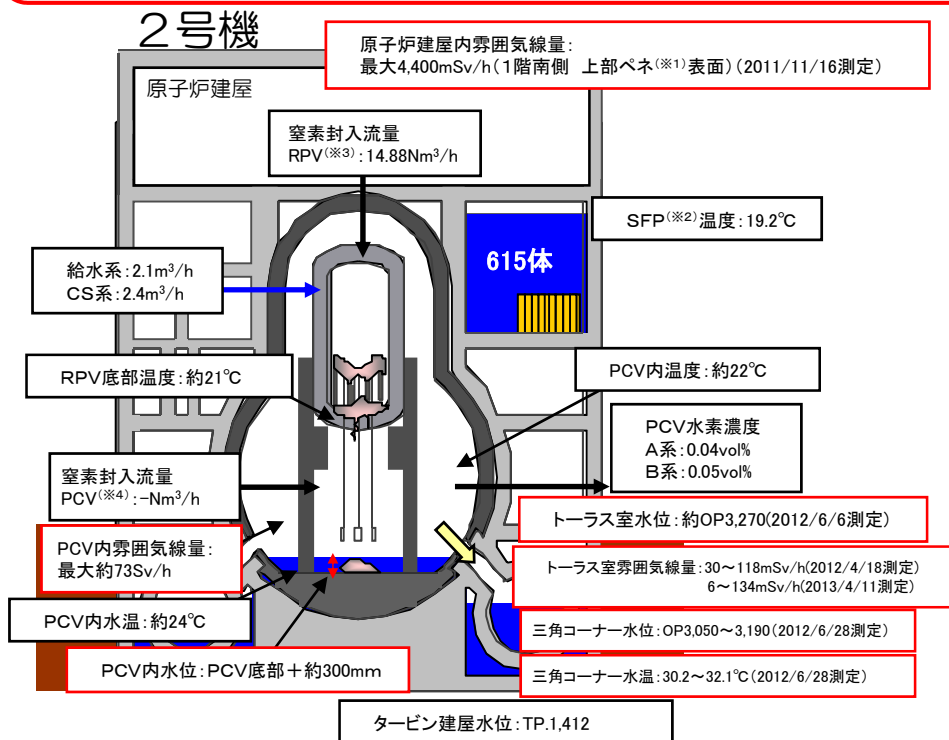 ２号機
原子炉建屋内雰囲気線量：
最大4,400mSv/h（1階南側　上部ペネ(※1)表面）（2011/11/16測定）
原子炉建屋
窒素封入流量
RPV(※3)：14.88Nm³/h
SFP(※2)温度：19.2℃
615体
給水系：2.1m³/h
CS系：2.4m³/h
RPV底部温度：約21℃
PCV内温度：約22℃
PCV水素濃度
A系：0.04vol%
B系：0.05vol%
窒素封入流量
PCV(※4)：-Nm³/h
トーラス室水位：約OP3,270(2012/6/6測定)
PCV内雰囲気線量：
最大約73Sv/h
トーラス室雰囲気線量：30～118mSv/h(2012/4/18測定)
6～134mSv/h(2013/4/11測定)
PCV内水温：約24℃
三角コーナー水位：OP3,050～3,190（2012/6/28測定）
PCV内水位：PCV底部＋約300mm
三角コーナー水温：30.2～32.1℃（2012/6/28測定）
タービン建屋水位：TP.1,412